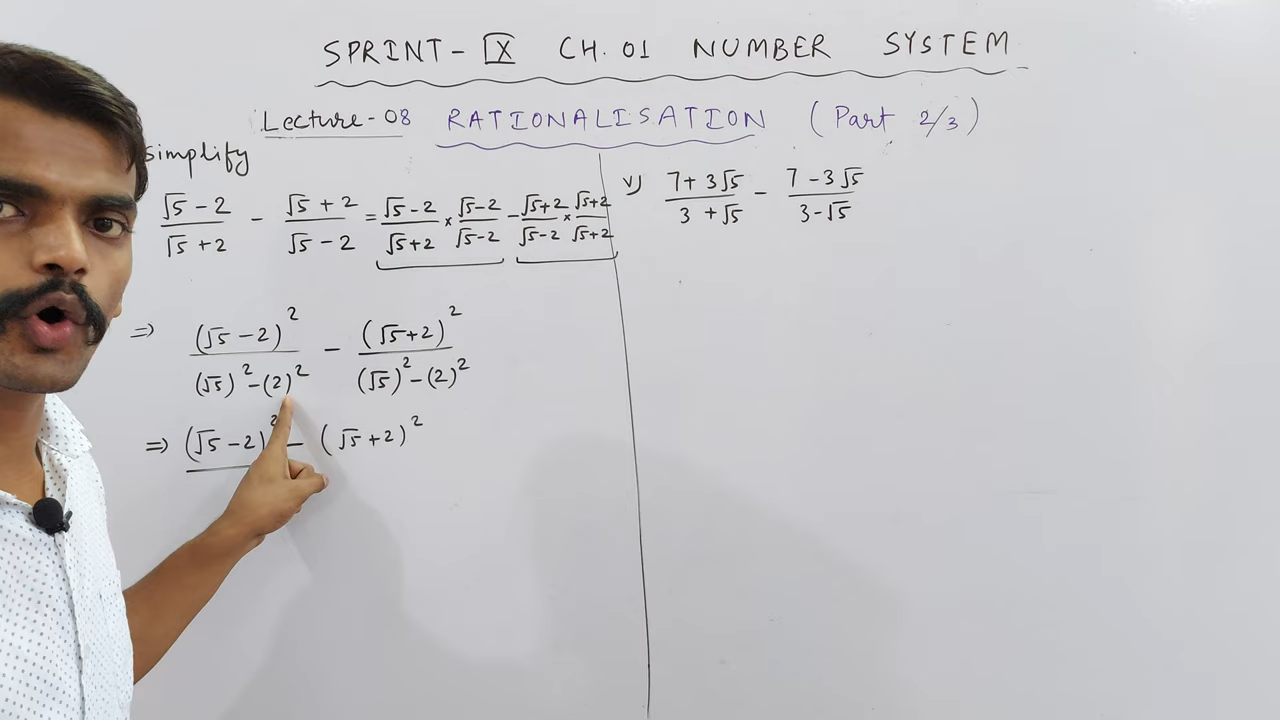 SPRINT - IX CH. 01 NUMBER SYSTEM
Lecture - 08 RATIONALISATION (Part 2/3)
Simplify
(√5 - 2)/(√5 + 2) - (√5 + 2)/(√5 - 2) = (√5 - 2)/(√5 + 2) × (√5 - 2)/(√5 - 2) - (√5 + 2)/(√5 - 2) × (√5 + 2)/(√5 + 2)
=> (√5 - 2)²/((√5)² - (2)²) - (√5 + 2)²/((√5)² - (2)²)
=> (√5 - 2)² - (√5 + 2)²
v) (7 + 3√5)/(3 + √5) - (7 - 3√5)/(3 - √5)